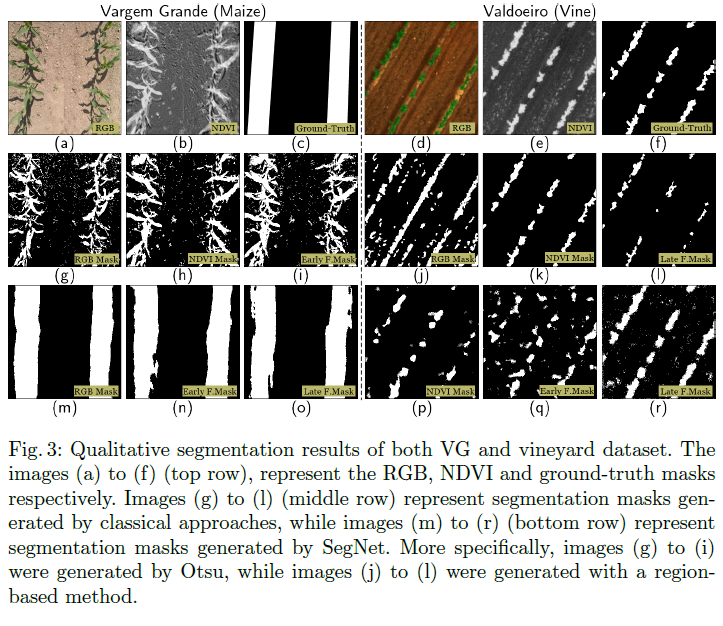 Vargem Grande (Maize) Valdoeiro (Vine)
RGB NDVI Ground-Truth RGB NDVI Ground-Truth
(a) (b) (c) (d) (e) (f)
RGB Mask NDVI Mask Early F.Mask RGB Mask NDVI Mask Late F.Mask
(g) (h) (i) (j) (k) (l)
RGB Mask Early F.Mask Late F.Mask NDVI Mask Early F.Mask Late F.Mask
(m) (n) (o) (p) (q) (r)
Fig. 3: Qualitative segmentation results of both VG and vineyard dataset. The
images (a) to (f) (top row), represent the RGB, NDVI and ground-truth masks
respectively. Images (g) to (l) (middle row) represent segmentation masks gen-
erated by classical approaches, while images (m) to (r) (bottom row) represent
segmentation masks generated by SegNet. More specifically, images (g) to (i)
were generated by Otsu, while images (j) to (l) were generated with a region-
based method.